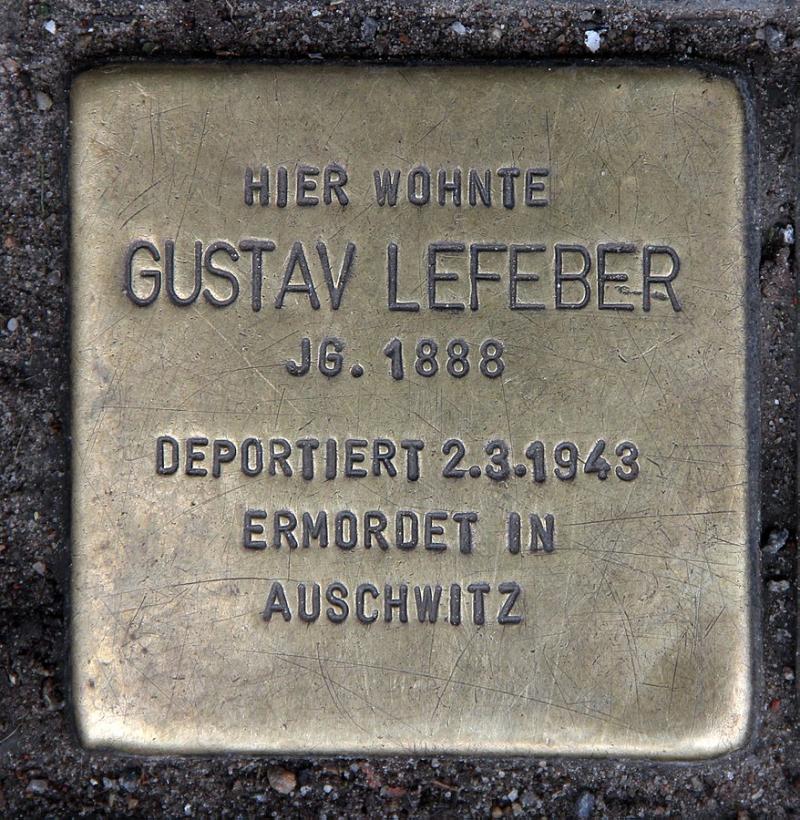 HIER WOHNTE
GUSTAV LEFEBER
JG. 1888
DEPORTIERT 2.3.1943
ERMORDET IN
AUSCHWITZ